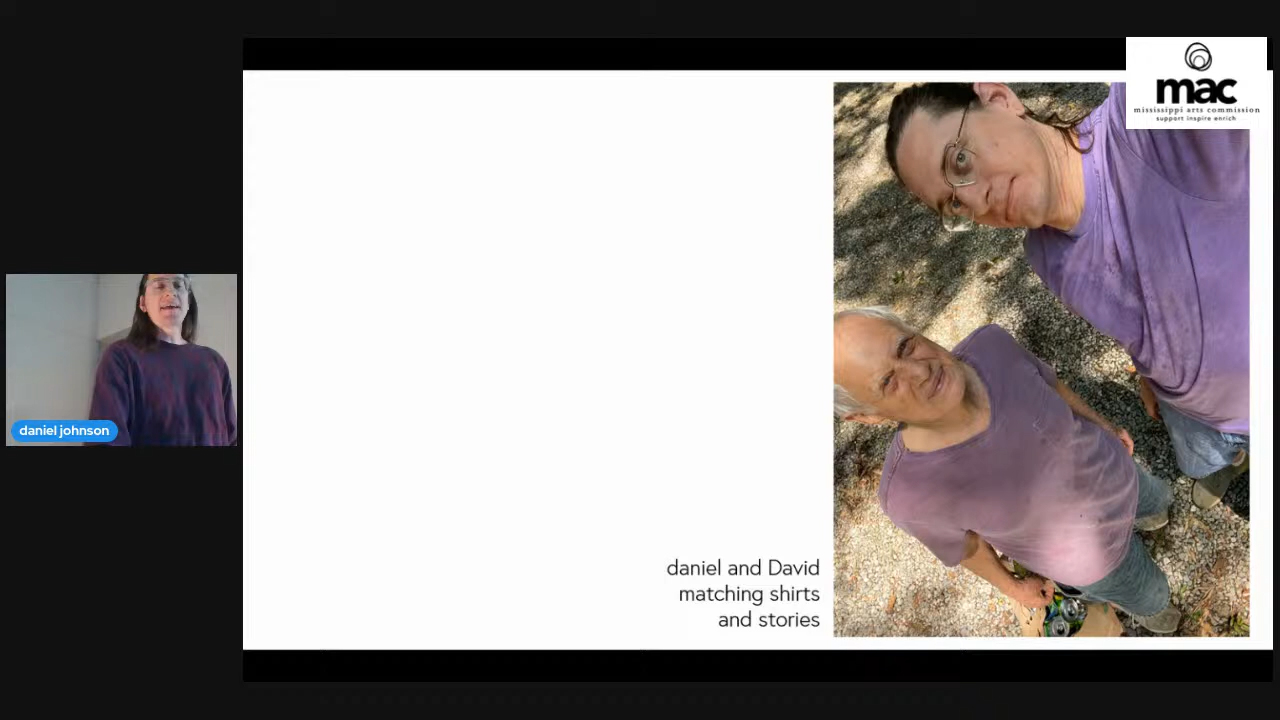 mac
mississippi arts commission
support inspire enrich
daniel johnson
daniel and David
matching shirts
and stories